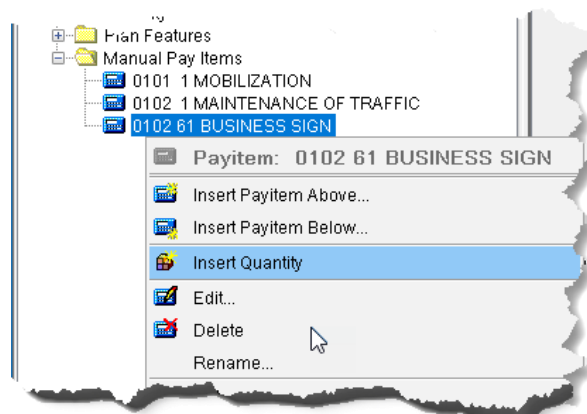 Plan Features
Manual Pay Items
0101 1 MOBILIZATION
0102 1 MAINTENANCE OF TRAFFIC
0102 61 BUSINESS SIGN
Payitem: 0102 61 BUSINESS SIGN
Insert Payitem Above...
Insert Payitem Below...
Insert Quantity
Edit...
Delete
Rename...